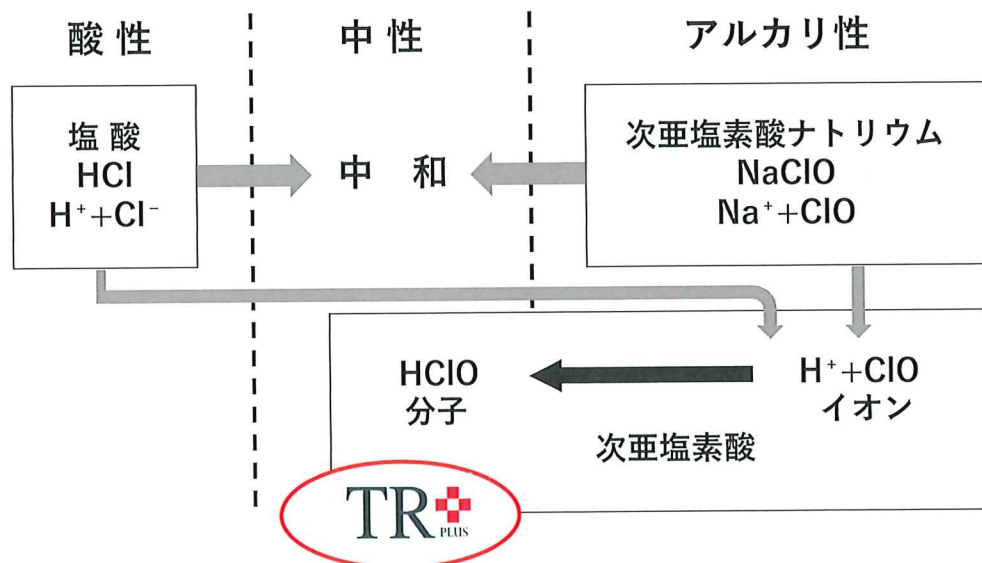 酸性
中性
アルカリ性
塩酸
HCl
H⁺+Cl⁻
中 和
次亜塩素酸ナトリウム
NaClO
Na⁺+ClO
HClO
分子
H⁺+ClO
イオン
次亜塩素酸
TR
PLUS